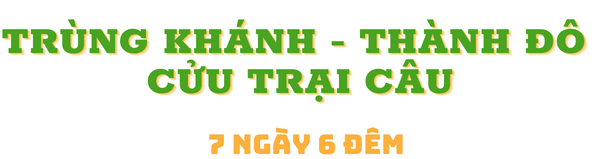 TRÙNG KHÁNH - THÀNH ĐÔ
CỬU TRẠI CÂU
7 NGÀY 6 ĐÊM